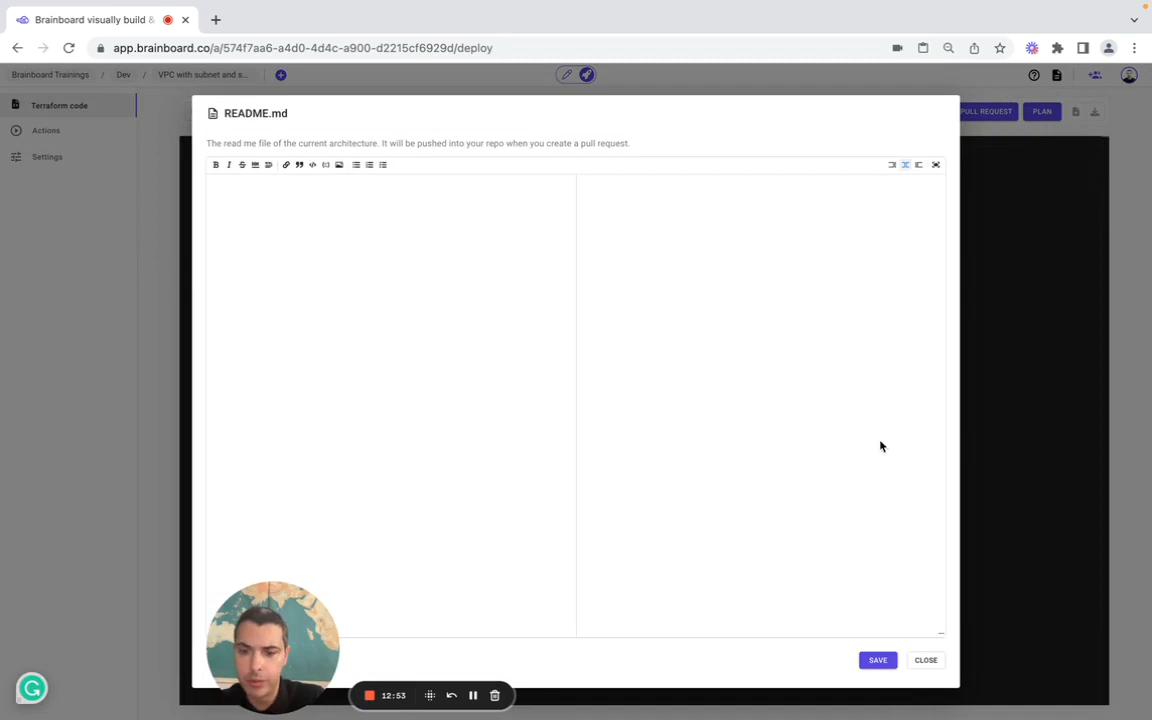 Brainboard visually build &
app.brainboard.co/a/574f7aa6-a4d0-4d4c-a900-d2215cf6929d/deploy
Brainboard Trainings / Dev / VPC with subnet and s...
Terraform code
Actions
Settings
PULL REQUEST
PLAN
README.md
The read me file of the current architecture. It will be pushed into your repo when you create a pull request.
SAVE
CLOSE
12:53